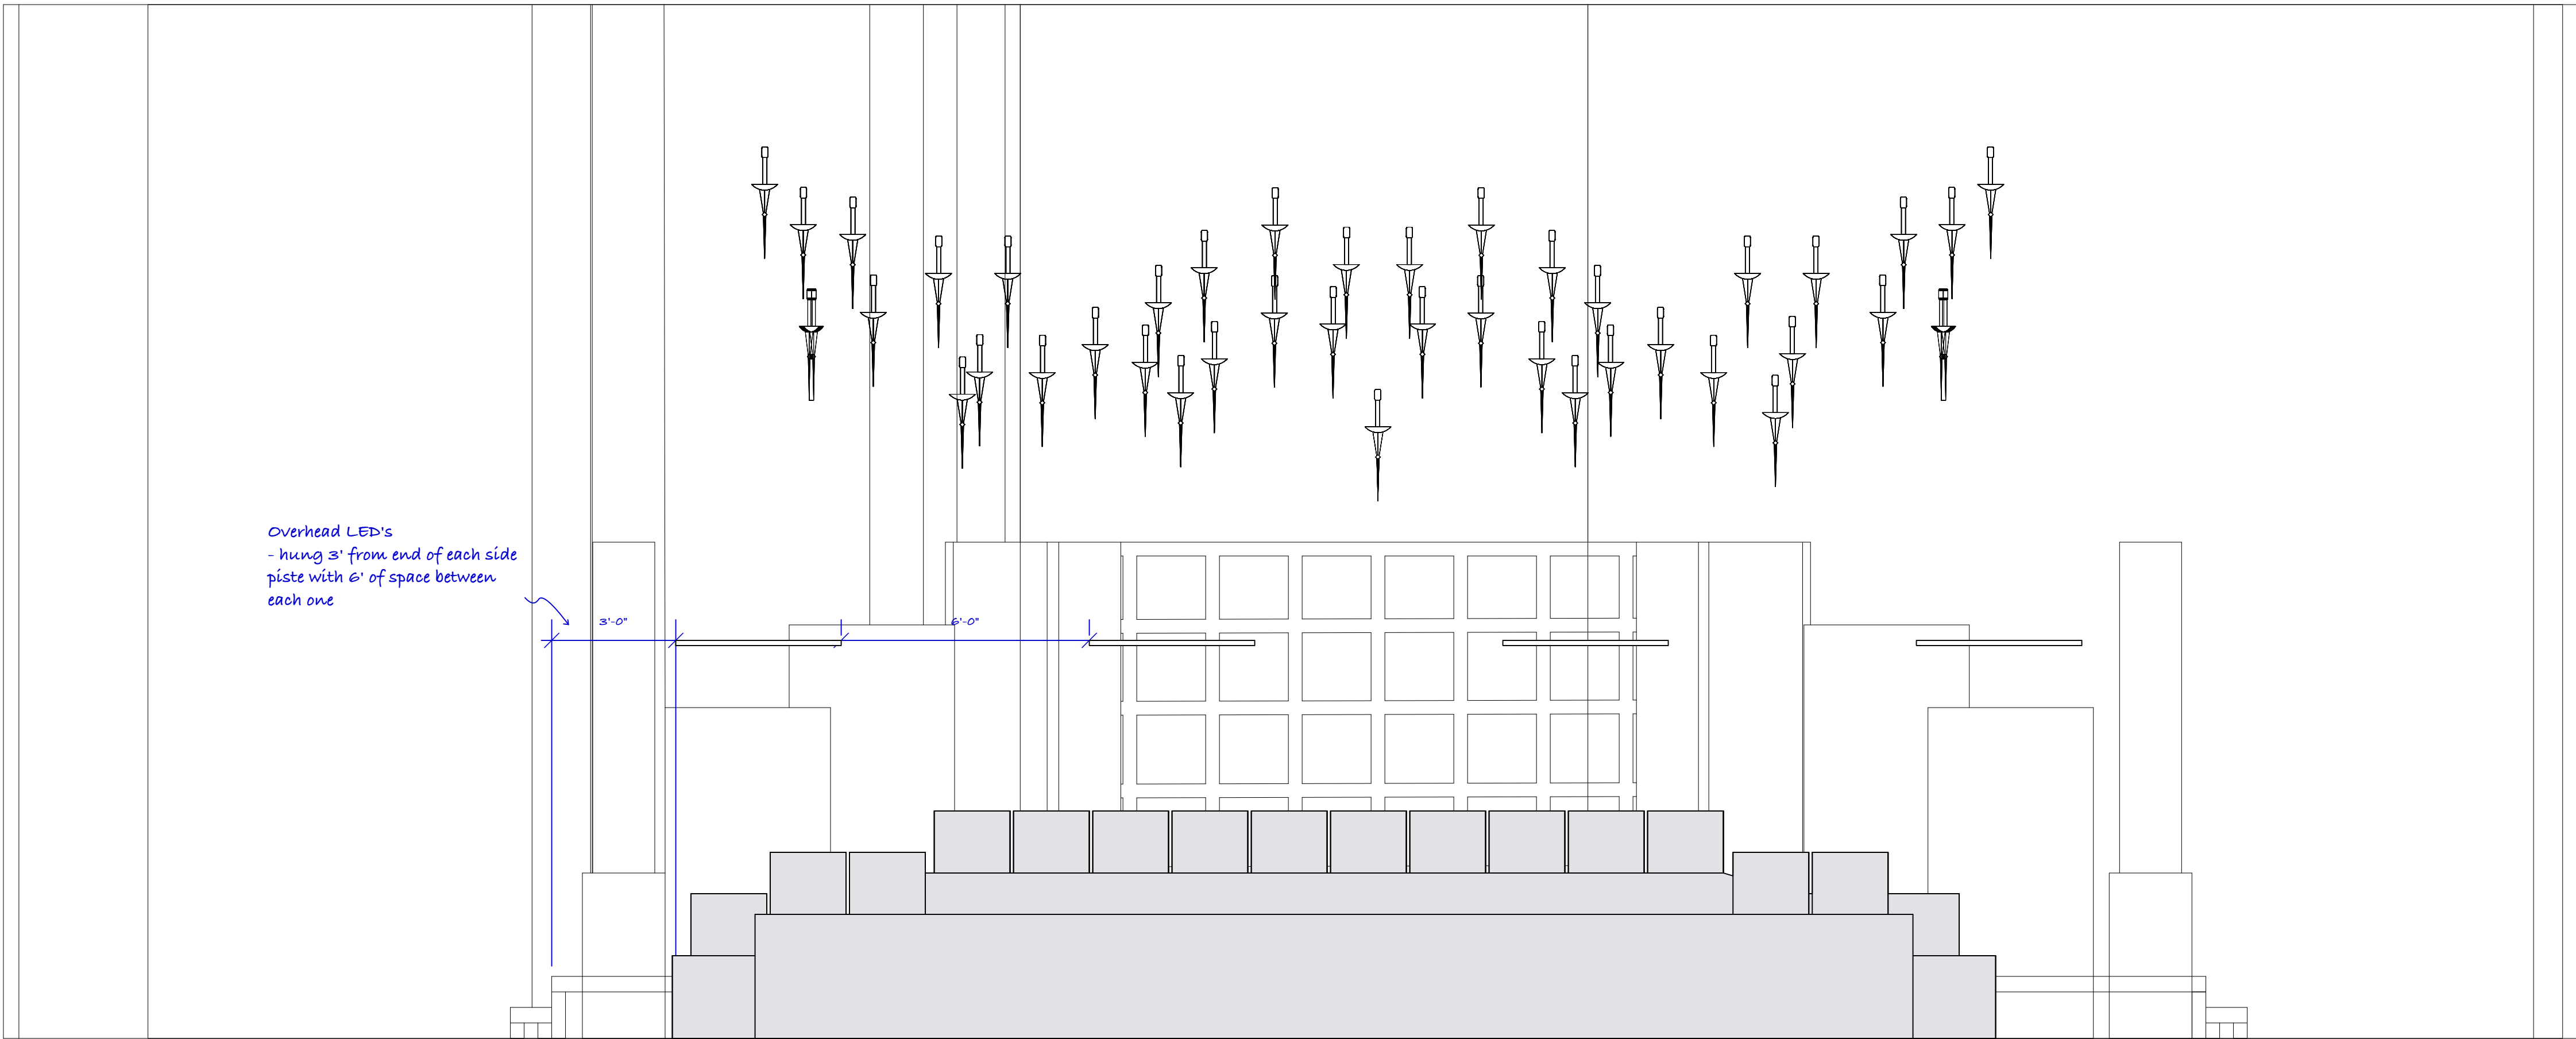 Overhead LED's
- hung 3' from end of each side
piste with 6' of space between
each one
3'-0"
6'-0"